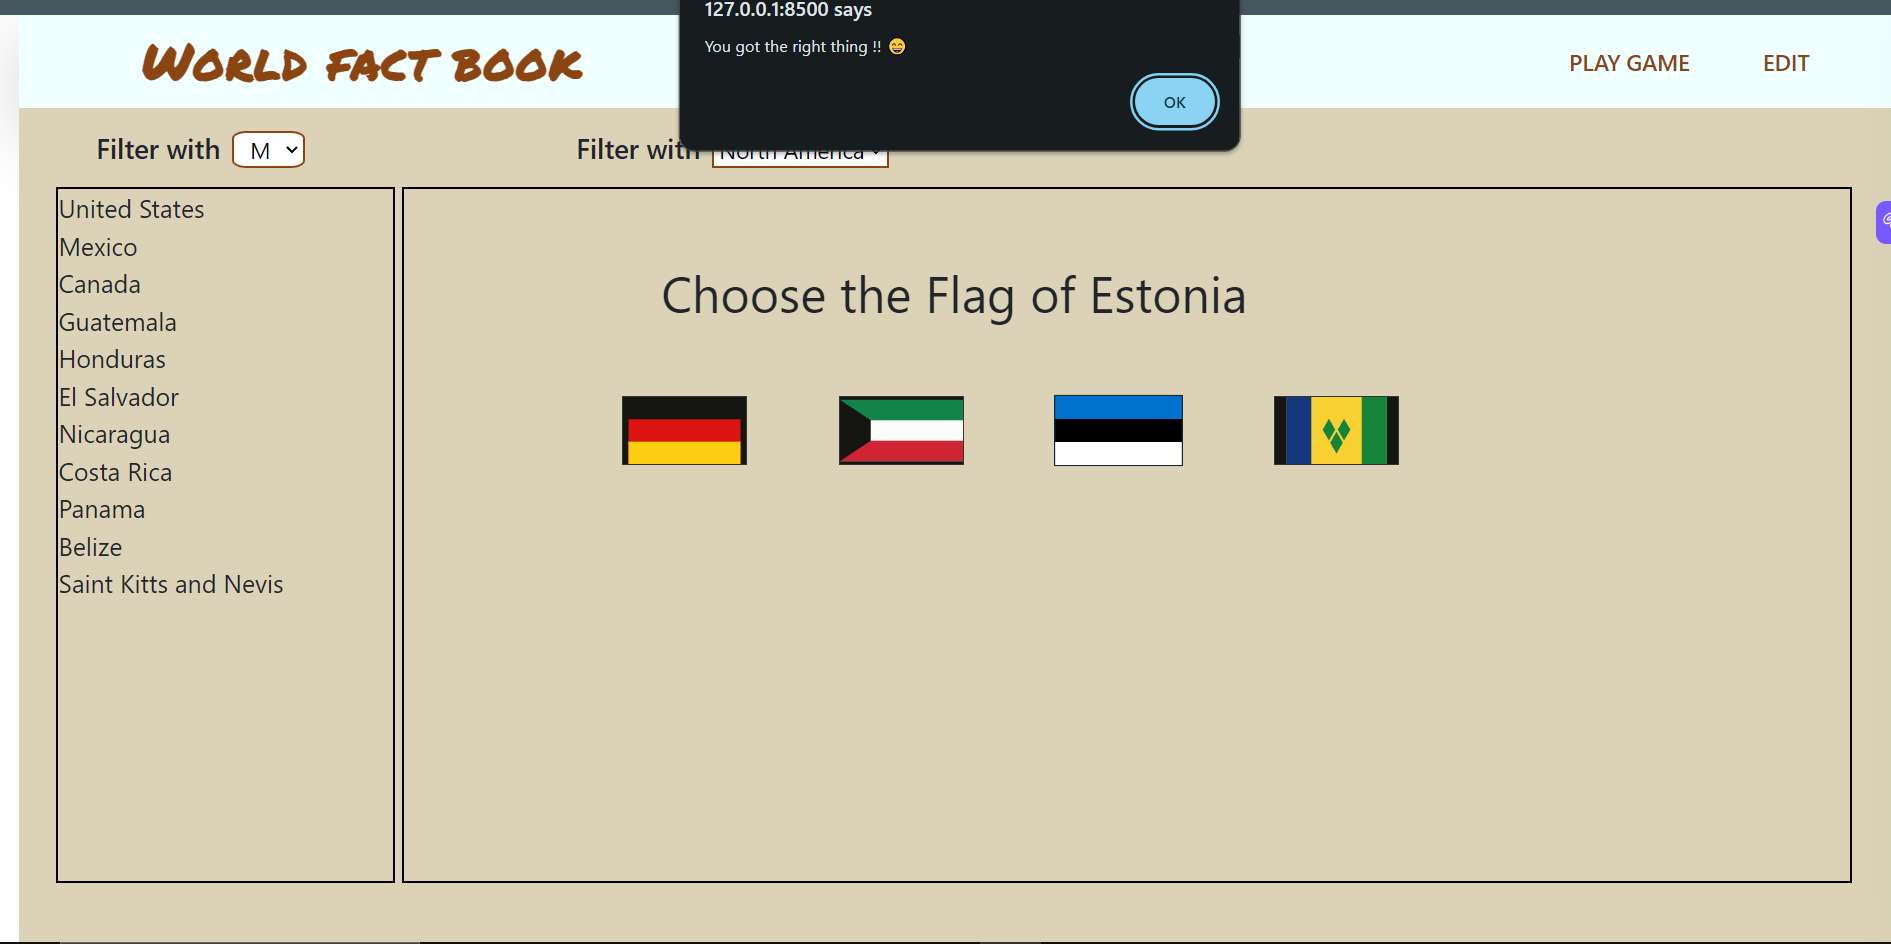 127.0.0.1:8500 says
You got the right thing !! 😄
OK
World fact book
PLAY GAME
EDIT
Filter with M
Filter with North America
United States
Mexico
Canada
Guatemala
Honduras
El Salvador
Nicaragua
Costa Rica
Panama
Belize
Saint Kitts and Nevis
Choose the Flag of Estonia